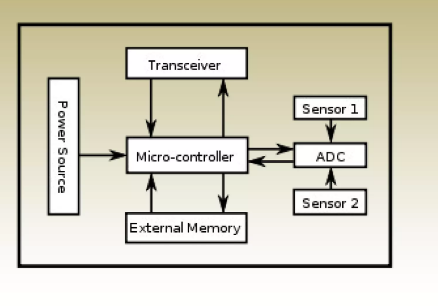 Transceiver
Power Source
Sensor 1
Micro-controller
ADC
Sensor 2
External Memory